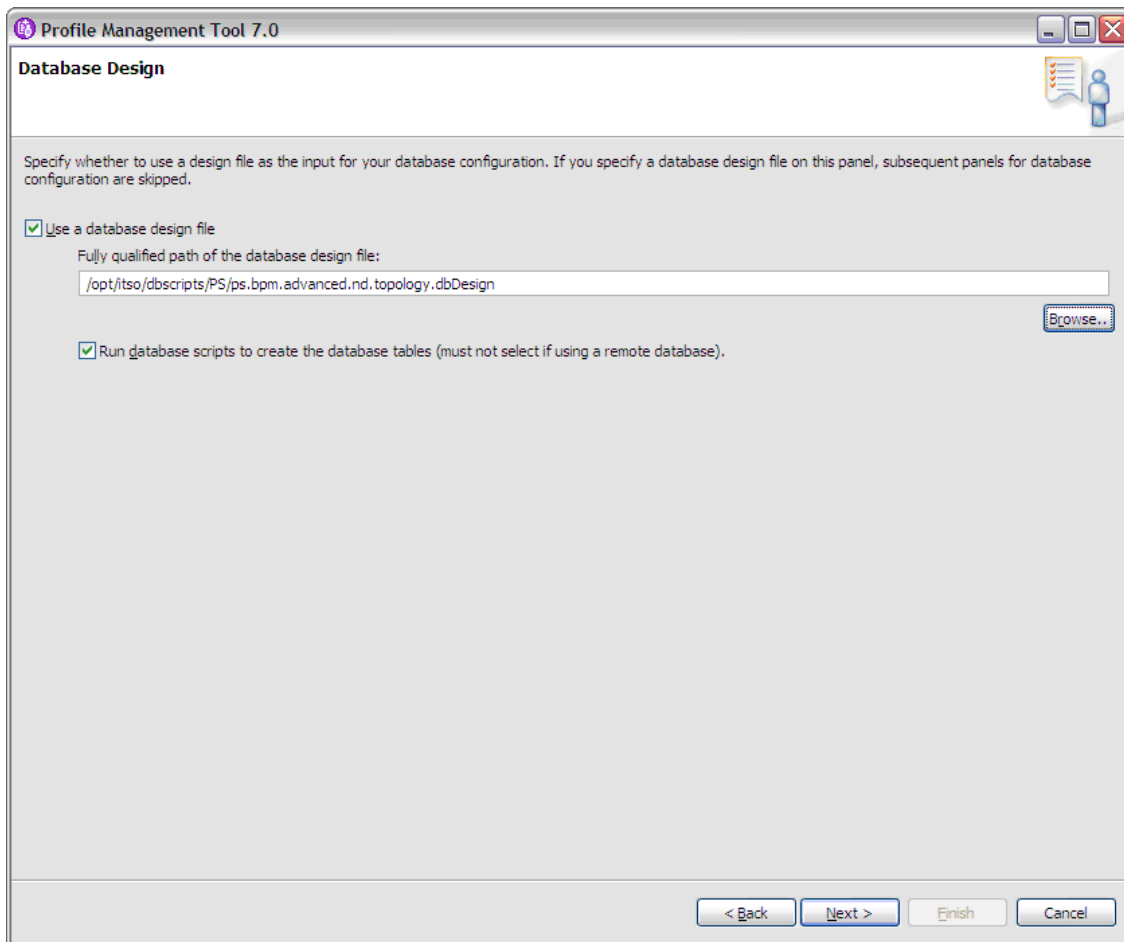 Profile Management Tool 7.0
Database Design
Specify whether to use a design file as the input for your database configuration. If you specify a database design file on this panel, subsequent panels for database
configuration are skipped.
Use a database design file
Fully qualified path of the database design file:
/opt/itso/dbscripts/PS/ps.bpm.advanced.nd.topology.dbDesign
Browse..
Run database scripts to create the database tables (must not select if using a remote database).
< Back
Next >
Finish
Cancel